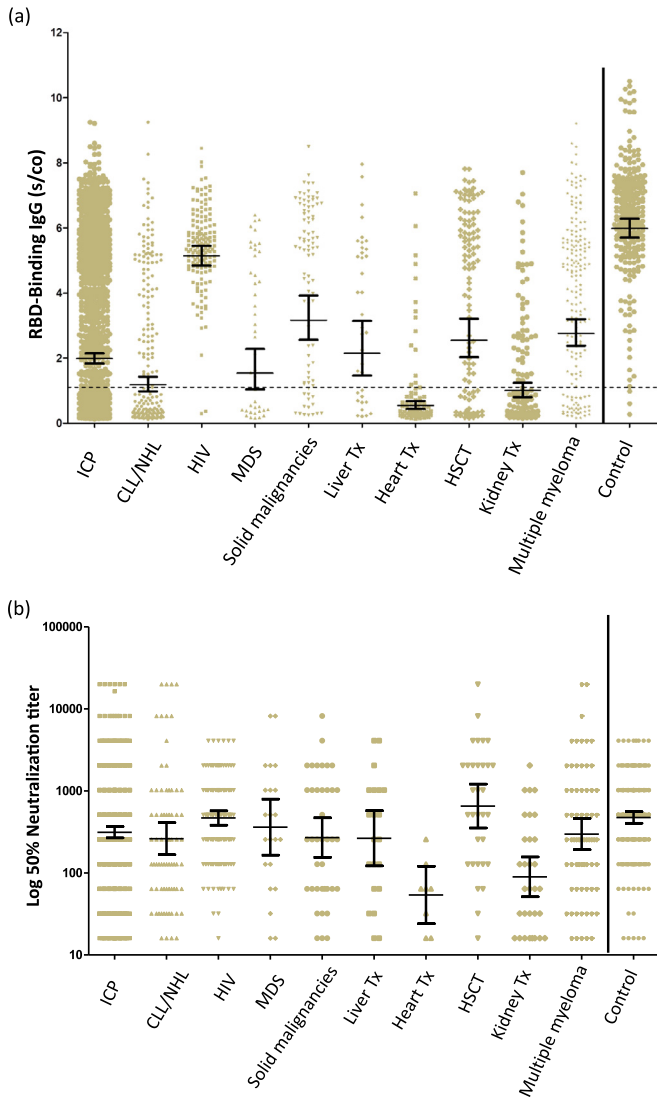 (a)
RBD-Binding IgG (s/co)
12
10
8
6
4
2
0
ICP
CLL/NHL
HIV
MDS
Solid malignancies
Liver Tx
Heart Tx
HSCT
Kidney Tx
Multiple myeloma
Control
(b)
Log 50% Neutralization titer
100000
10000
1000
100
10
ICP
CLL/NHL
HIV
MDS
Solid malignancies
Liver Tx
Heart Tx
HSCT
Kidney Tx
Multiple myeloma
Control